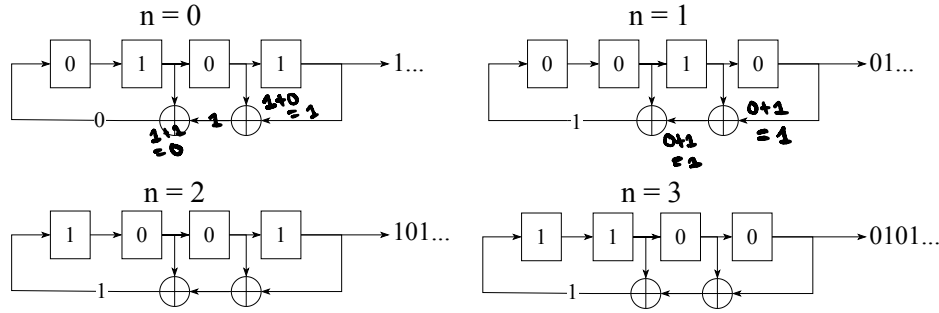 n = 0
0 1 0 1 1...
0
1+1
= 0
1
1+0
= 1
n = 1
0 0 1 0 01...
1
0+1
= 1
0+1
= 1
n = 2
1 0 0 1 101...
1
n = 3
1 1 0 0 0101...
1